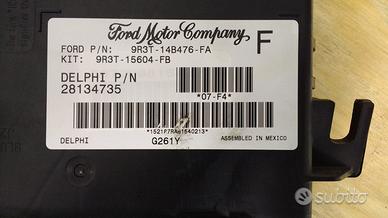 Ford Motor Company F
FORD P/N: 9R3T-14B476-FA
KIT: 9R3T-15604-FB
DELPHI P/N
28134735
*07-F4*
DELPHI G261Y ASSEMBLED IN MEXICO
subito